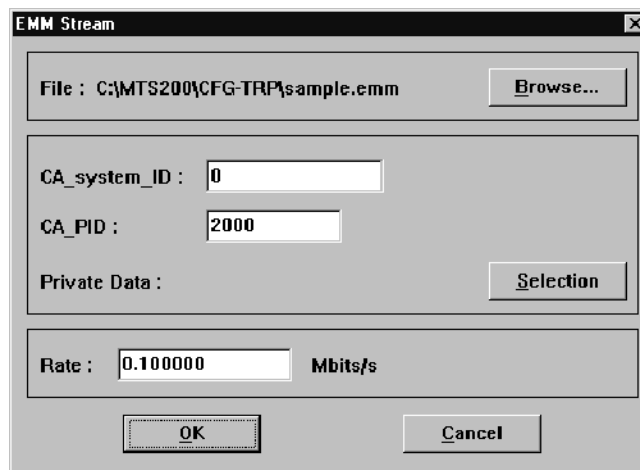 EMM Stream
File : C:\MTS200\CFG-TRP\sample.emm Browse...
CA_system_ID : 0
CA_PID : 2000
Private Data : Selection
Rate : 0.100000 Mbits/s
OK Cancel